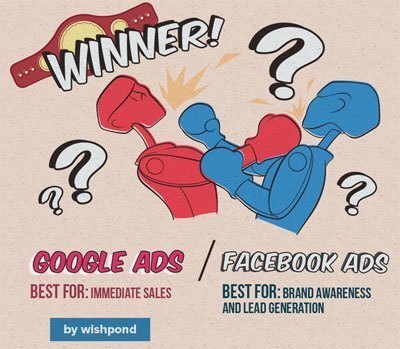 WINNER!
?
?
?
?
GOOGLE ADS / FACEBOOK ADS
BEST FOR: IMMEDIATE SALES
BEST FOR: BRAND AWARENESS
AND LEAD GENERATION
by wishpond